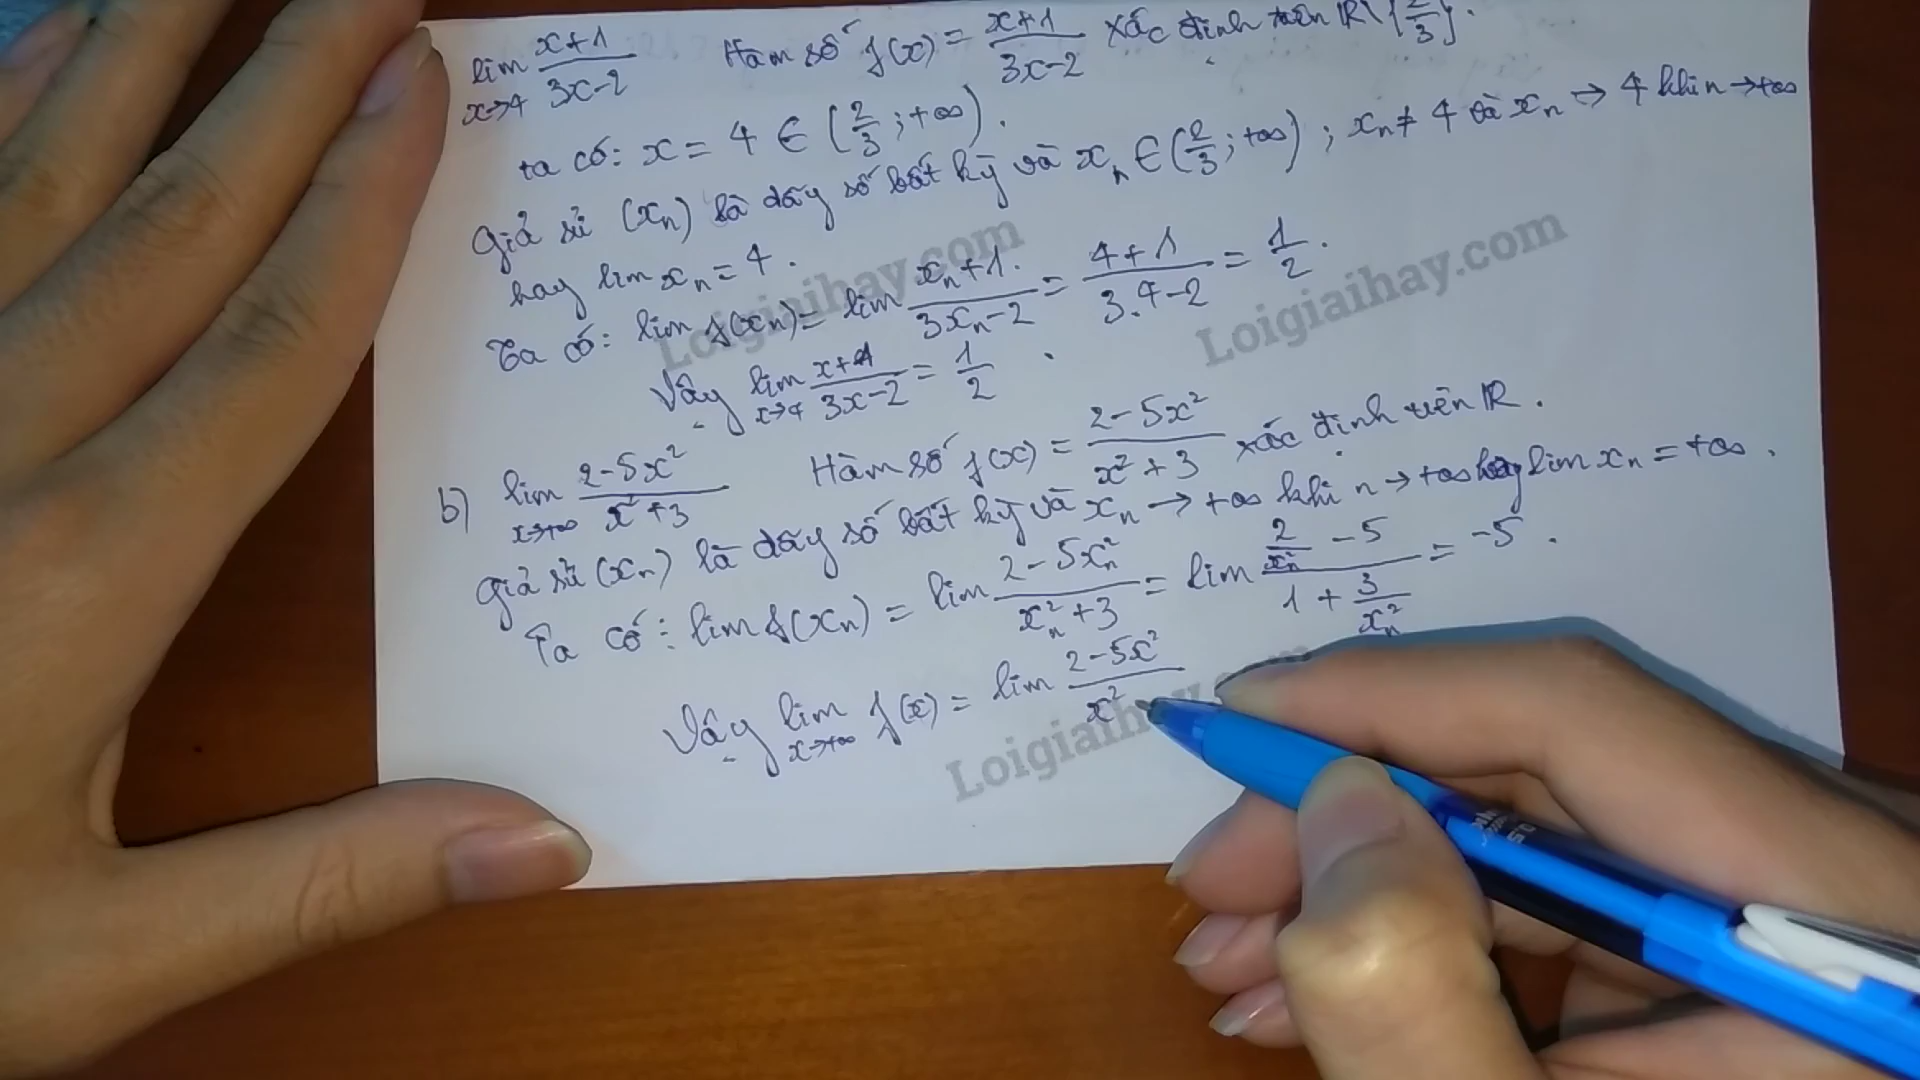 lim x→4 (x+1)/(3x-2) Hàm số f(x) = (x+1)/(3x-2) xác định trên ℝ\{2/3}.
ta có: x = 4 ∈ (2/3; +∞).
Giả sử (xₙ) là dãy số bất kỳ và xₙ ∈ (2/3; +∞); xₙ ≠ 4 và xₙ → 4 khi n → +∞
hay lim xₙ = 4.
Ta có: lim f(xₙ) = lim (xₙ+1)/(3xₙ-2) = (4+1)/(3.4-2) = 1/2.
Vậy lim x→4 (x+1)/(3x-2) = 1/2.
b) lim x→+∞ (2-5x²)/(x²+3) Hàm số f(x) = (2-5x²)/(x²+3) xác định trên ℝ.
Giả sử (xₙ) là dãy số bất kỳ và xₙ → +∞ khi n → +∞ hay lim xₙ = +∞.
Ta có: lim f(xₙ) = lim (2-5xₙ²)/(xₙ²+3) = lim (2/xₙ² - 5)/(1 + 3/xₙ²) = -5.
Vậy lim x→+∞ f(x) = lim (2-5x²)/x²
Loigiaihay.com
Loigiaihay.com
Loigiaihay.com